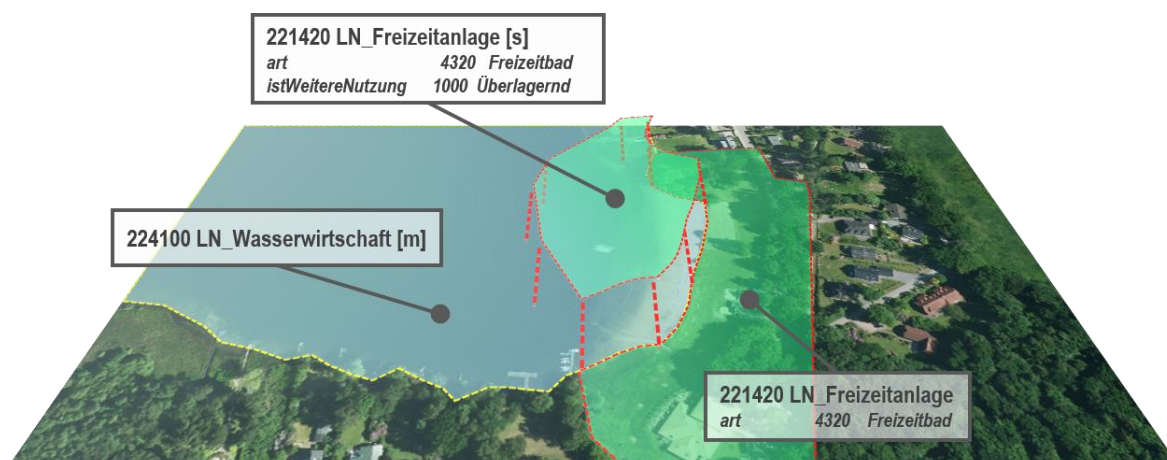 221420 LN_Freizeitanlage [s]
art 4320 Freizeitbad
istWeitereNutzung 1000 Überlagernd
224100 LN_Wasserwirtschaft [m]
221420 LN_Freizeitanlage
art 4320 Freizeitbad